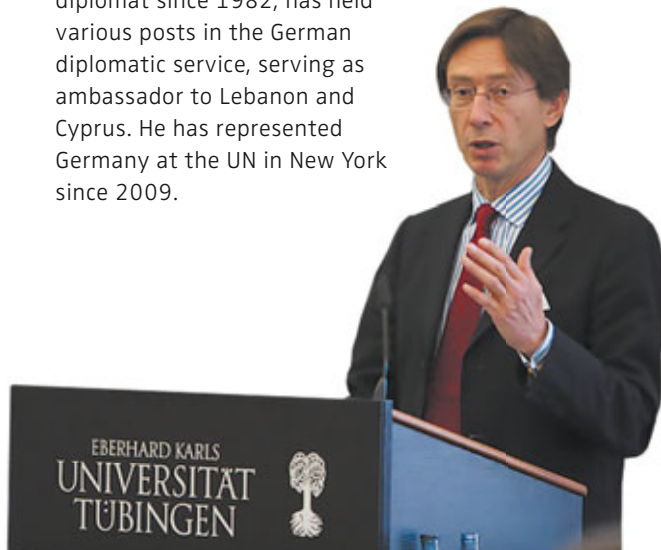 diplomat since 1982, has held
various posts in the German
diplomatic service, serving as
ambassador to Lebanon and
Cyprus. He has represented
Germany at the UN in New York
since 2009.
EBERHARD KARLS
UNIVERSITÄT
TÜBINGEN